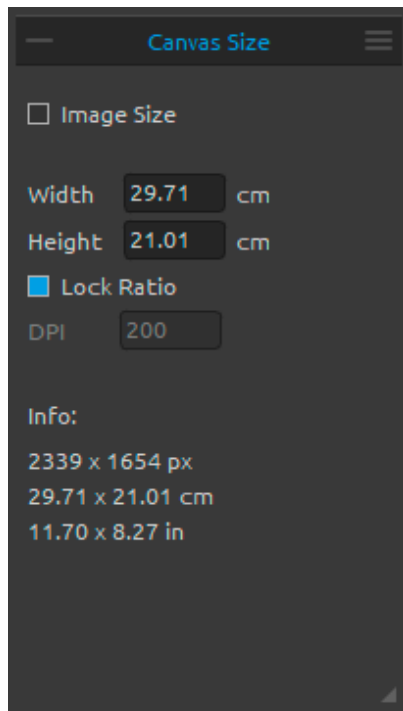 Canvas Size
Image Size
Width 29.71 cm
Height 21.01 cm
Lock Ratio
DPI 200
Info:
2339 x 1654 px
29.71 x 21.01 cm
11.70 x 8.27 in